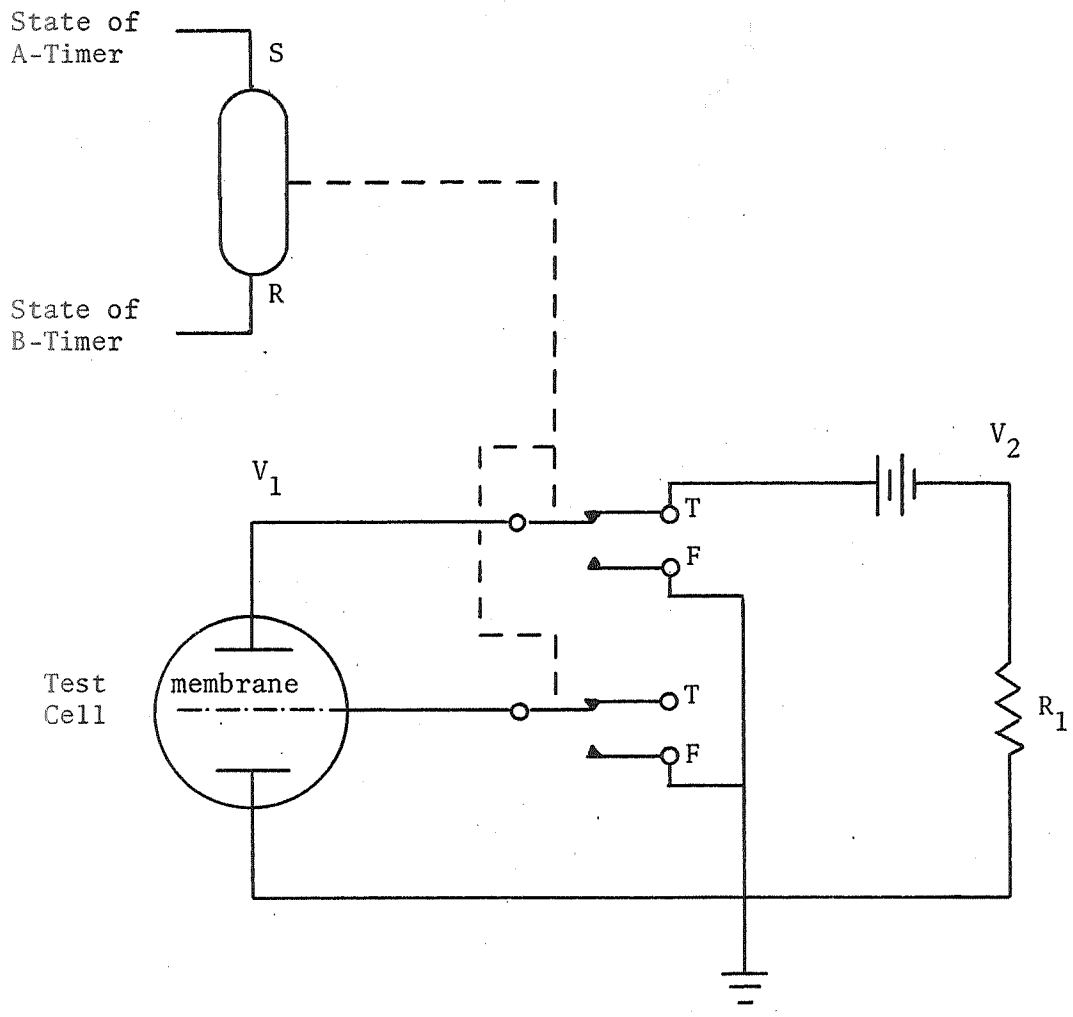 State of
A-Timer
S
R
State of
B-Timer
V2
V1
T
F
Test
Cell
membrane
T
F
R1